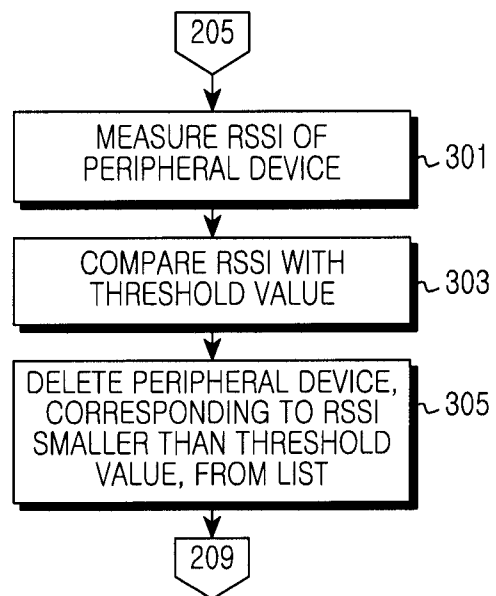 205
MEASURE RSSI OF
PERIPHERAL DEVICE
301
COMPARE RSSI WITH
THRESHOLD VALUE
303
DELETE PERIPHERAL DEVICE,
CORRESPONDING TO RSSI
SMALLER THAN THRESHOLD
VALUE, FROM LIST
305
209